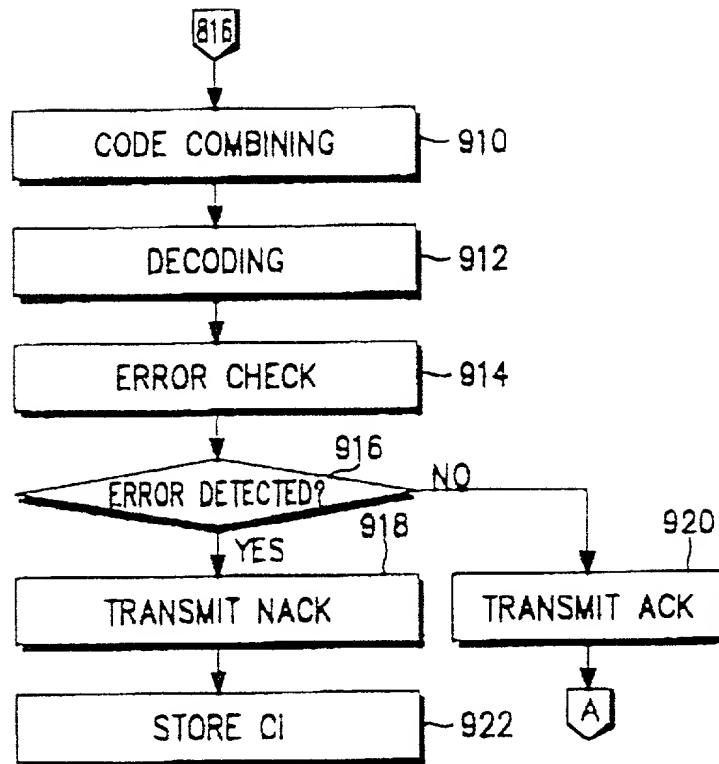 816
CODE COMBINING 910
DECODING 912
ERROR CHECK 914
916
ERROR DETECTED? NO
YES 918 920
TRANSMIT NACK TRANSMIT ACK
A
STORE CI 922